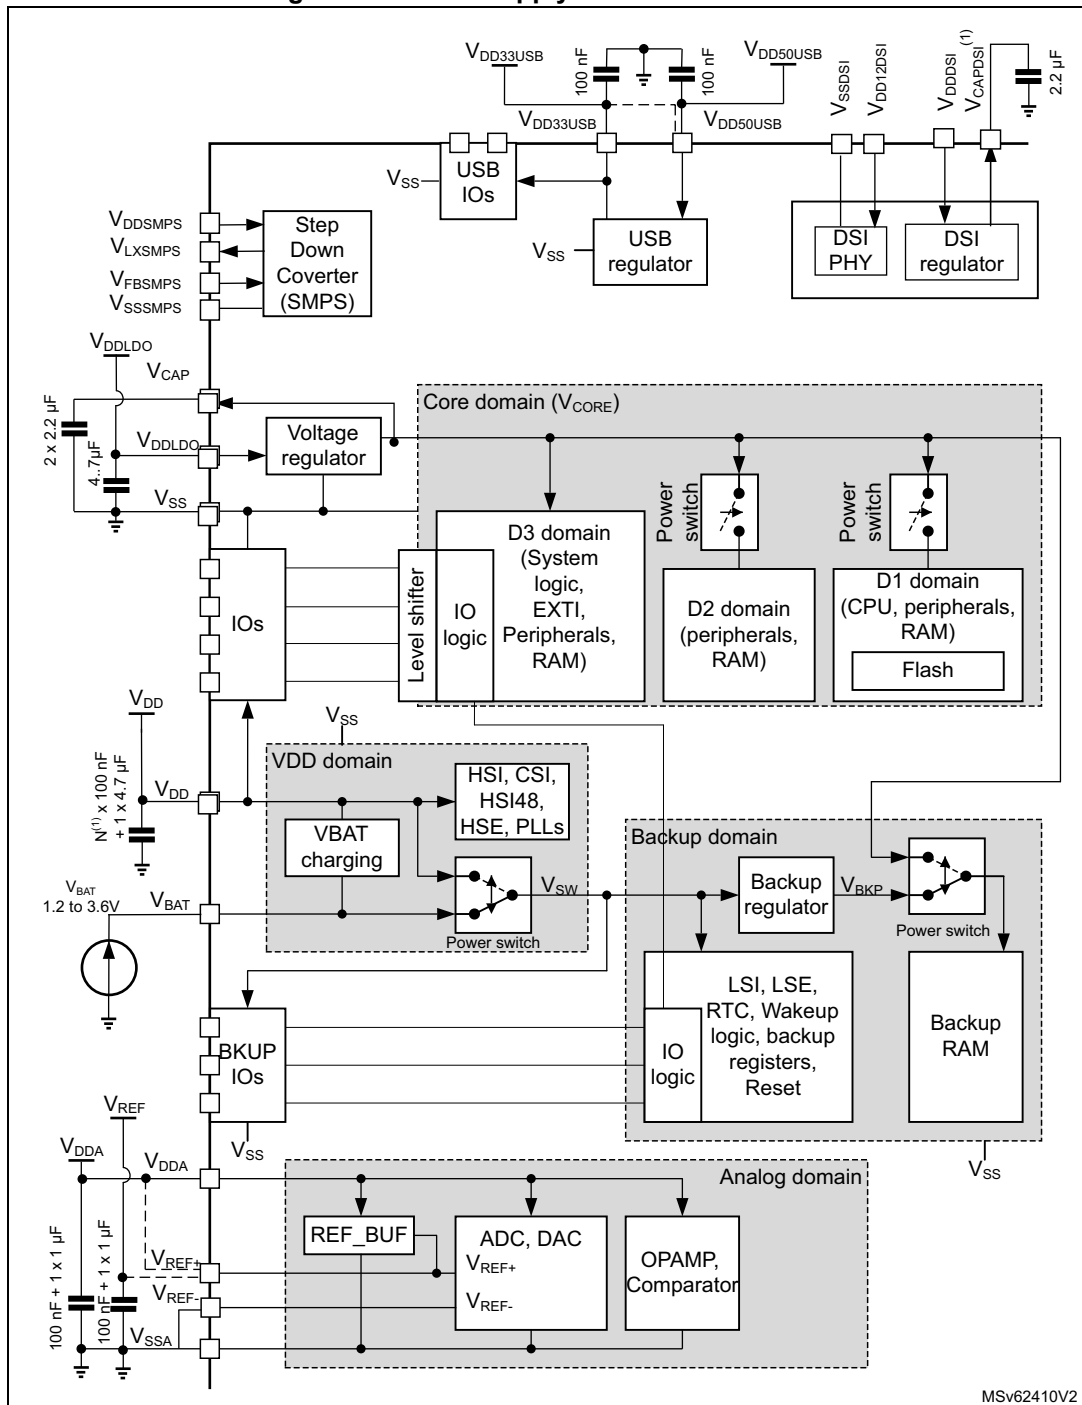 VDD33USB
100 nF
100 nF
VDD50USB
VSSDSI
VDD12DSI
VDDDSI
VCAPDSI(1)
2.2 µF
VDD33USB
VDD50USB
VSS
USB
IOs
VSS
USB
regulator
DSI
PHY
DSI
regulator
VDDSMPS
VLXSMPS
VFBSMPS
VSSSMPS
Step
Down
Coverter
(SMPS)
VDDLDO
VCAP
2 x 2.2 µF
4..7µF
VDDLDO
VSS
Voltage
regulator
Core domain (VCORE)
Power
switch
Power
switch
D3 domain
(System
logic,
EXTI,
Peripherals,
RAM)
D2 domain
(peripherals,
RAM)
D1 domain
(CPU, peripherals,
RAM)
Flash
IOs
Level shifter
IO
logic
VDD
VSS
VDD domain
N(1) x 100 nF
+ 1 x 4.7 µF
VDD
HSI, CSI,
HSI48,
HSE, PLLs
VBAT
charging
VBAT
1.2 to 3.6V
VBAT
Power switch
VSW
Backup domain
Backup
regulator
VBKP
Power switch
LSI, LSE,
RTC, Wakeup
logic, backup
registers,
Reset
IO
logic
Backup
RAM
BKUP
IOs
VSS
VSS
VREF
VDDA
VDDA
100 nF + 1 x 1 µF
100 nF + 1 x 1 µF
VREF+
VREF-
VSSA
Analog domain
REF_BUF
ADC, DAC
VREF+
VREF-
OPAMP,
Comparator
MSv62410V2